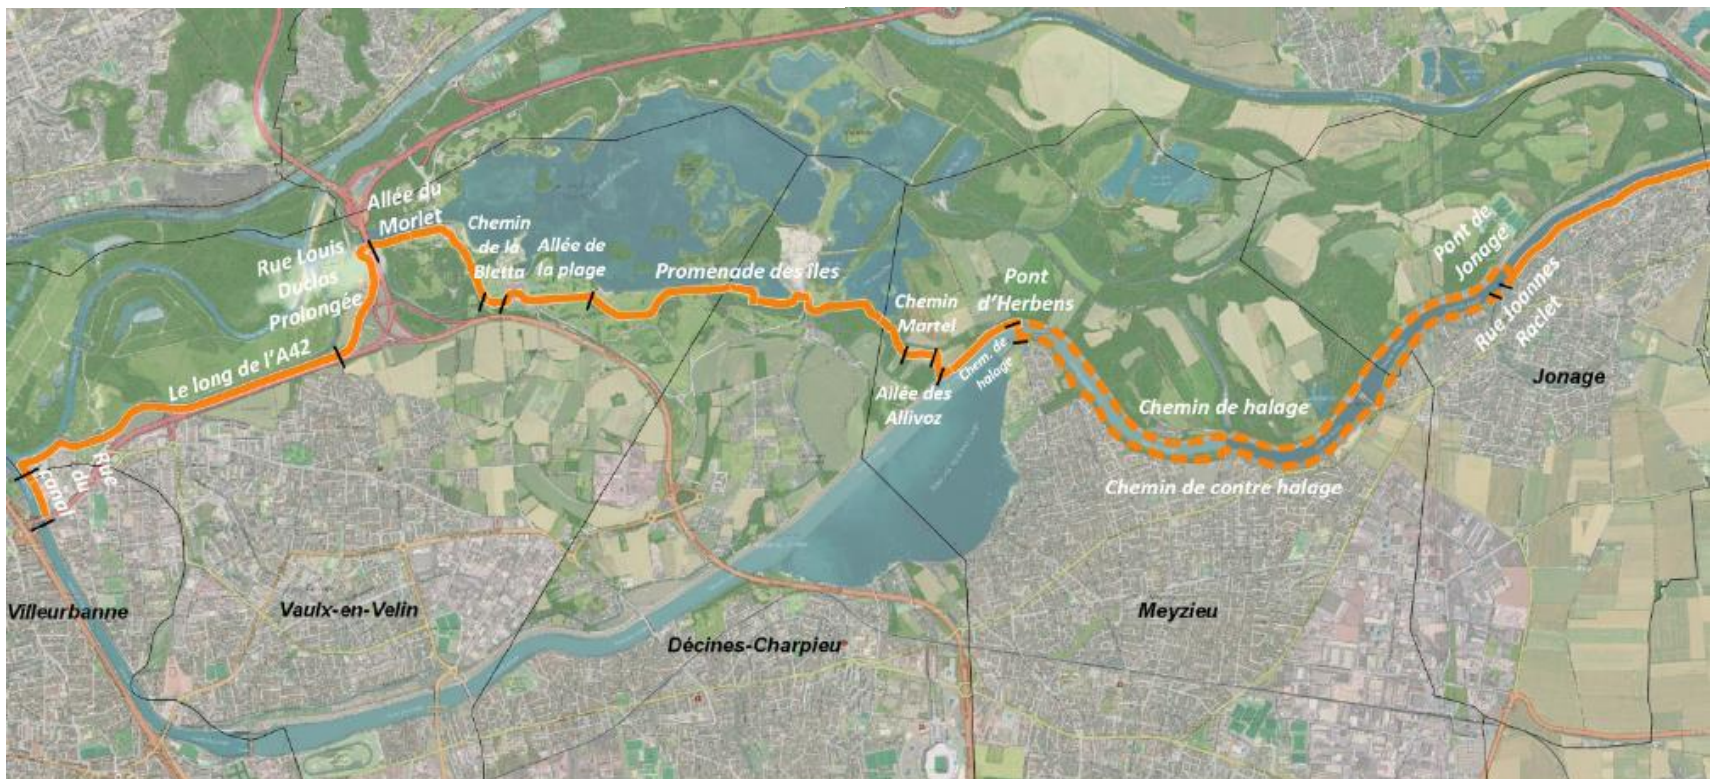 Allée du
Morlet
Rue Louis
Duclos
Prolongée
Chemin
de la
Bletta
Allée de
la plage
Promenade des îles
Chemin
Martel
Pont
d'Herbens
Pont de
Jonage
Rue Joannes
Raclet
Le long de l'A42
Chem. de
halage
Allée des
Allivoz
Chemin de halage
Chemin de contre halage
Jonage
Rue
du
Canal
Villeurbanne
Vaulx-en-Velin
Décines-Charpieu
Meyzieu